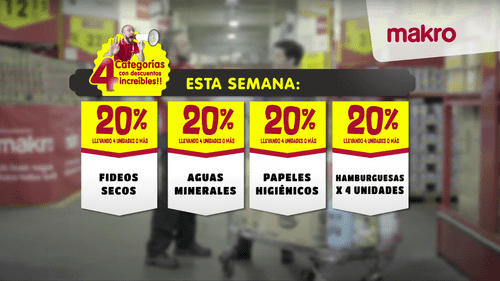 makro
4 Categorías
con descuentos
increíbles!!
ESTA SEMANA:
20%
LLEVANDO 4 UNIDADES O MÁS
FIDEOS
SECOS
20%
LLEVANDO 4 UNIDADES O MÁS
AGUAS
MINERALES
20%
LLEVANDO 4 UNIDADES O MÁS
PAPELES
HIGIÉNICOS
20%
LLEVANDO 4 UNIDADES O MÁS
HAMBURGUESAS
X 4 UNIDADES
makro